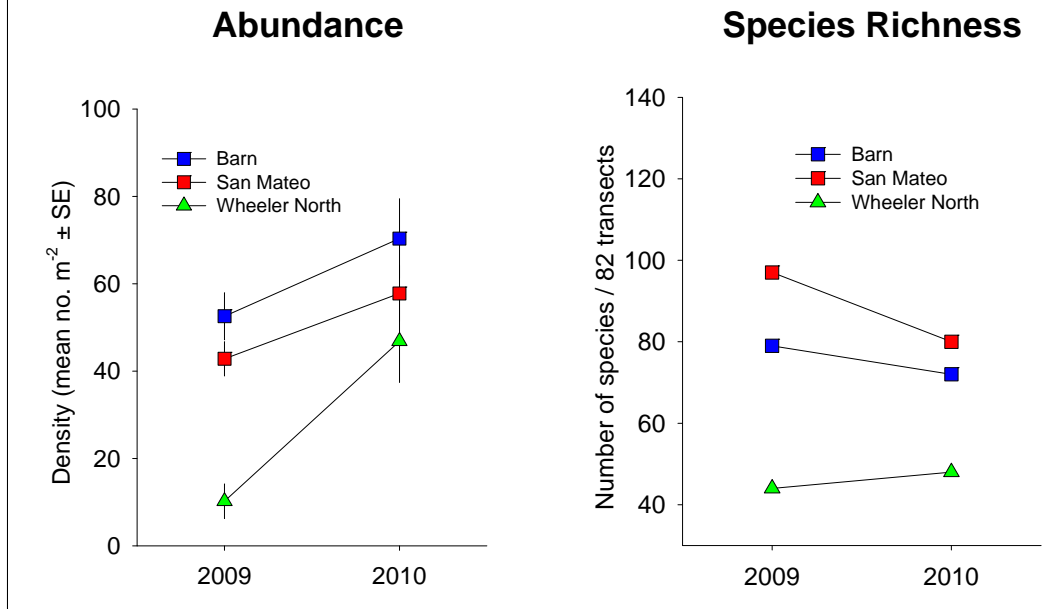 Abundance
Density (mean no. m⁻² ± SE)
100
80
60
40
20
0
Barn
San Mateo
Wheeler North
2009 2010
Species Richness
Number of species / 82 transects
140
120
100
80
60
40
Barn
San Mateo
Wheeler North
2009 2010